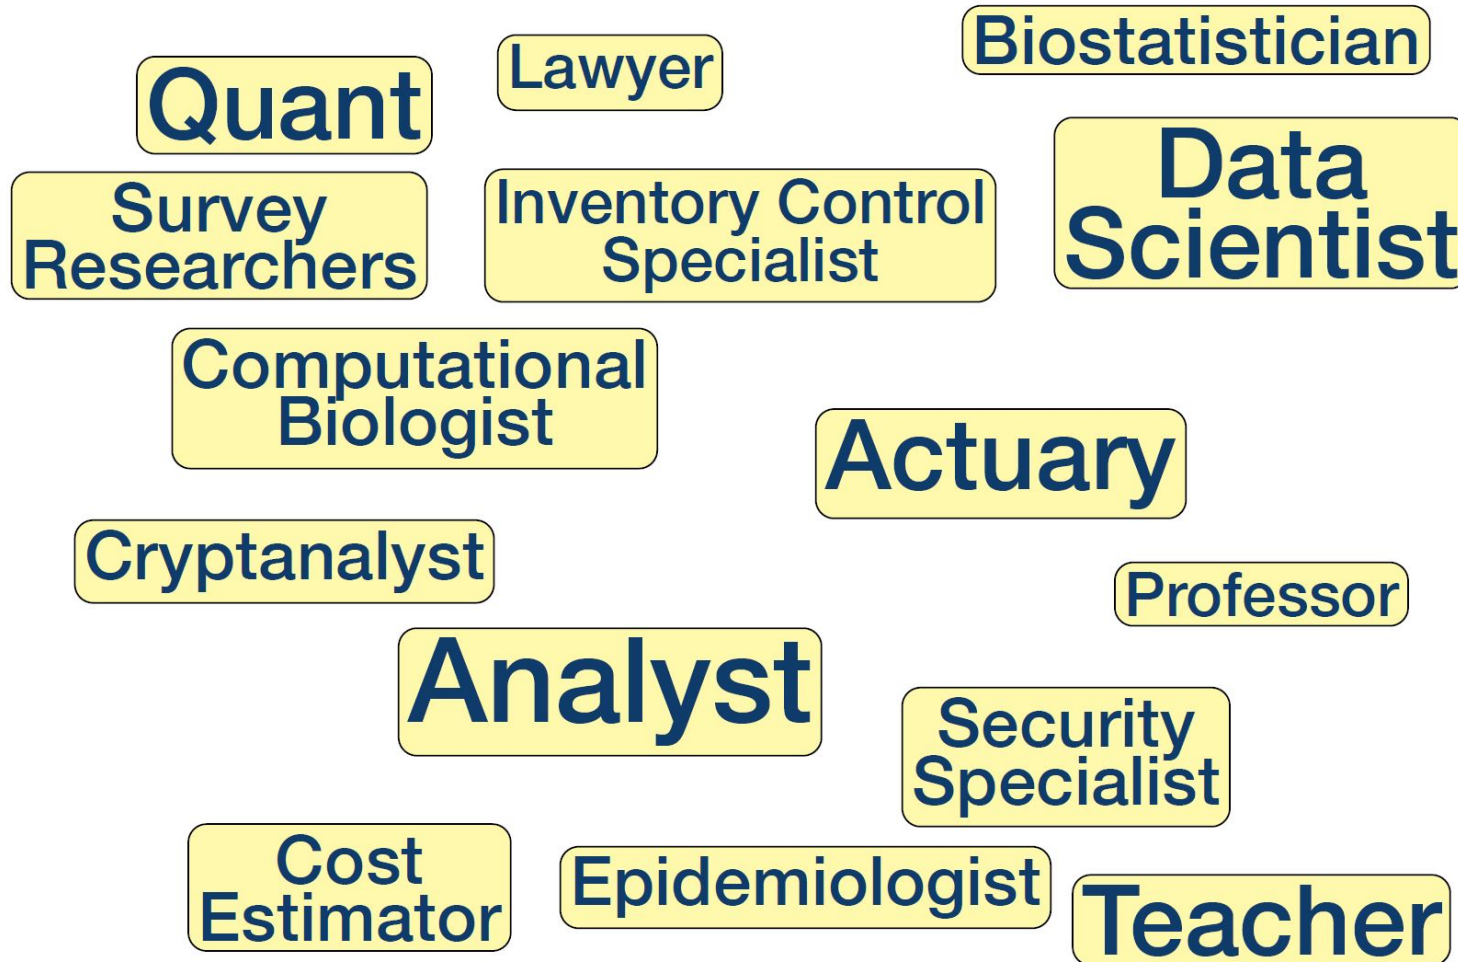 Biostatistician
Lawyer
Quant
Data
Scientist
Survey
Researchers
Inventory Control
Specialist
Computational
Biologist
Actuary
Cryptanalyst
Professor
Analyst
Security
Specialist
Cost
Estimator
Epidemiologist
Teacher